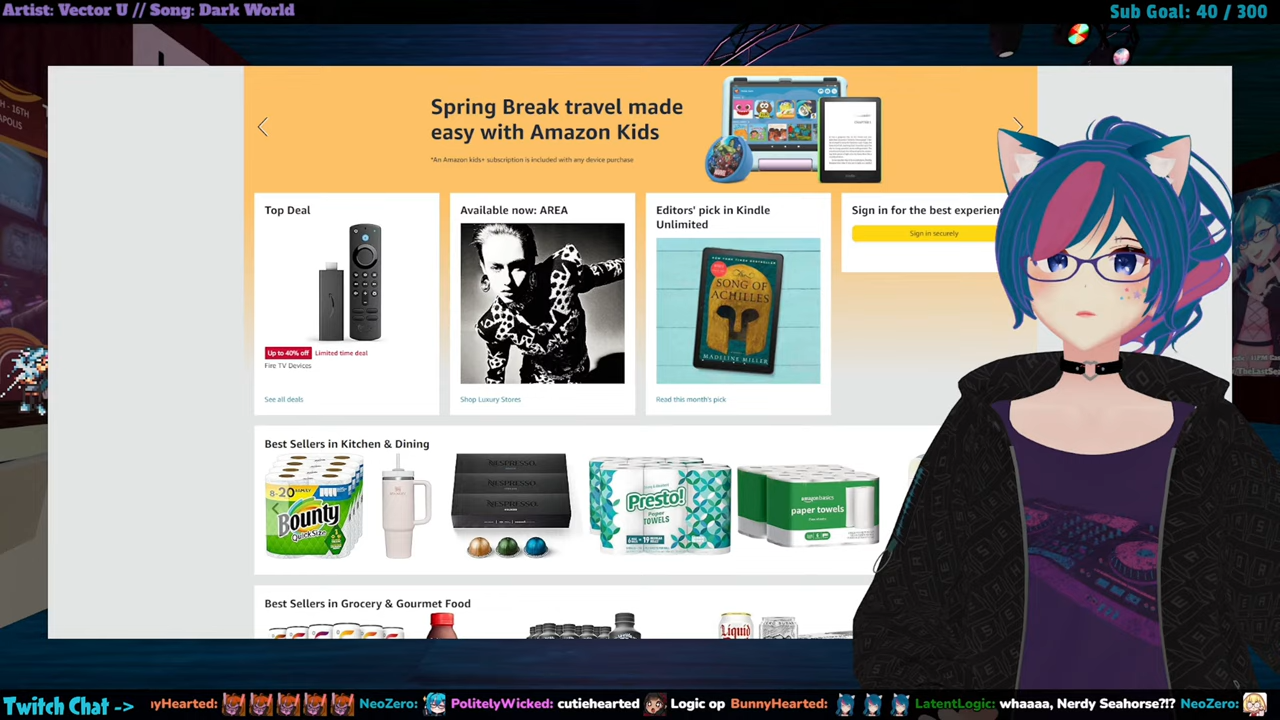 Artist: Vector U // Song: Dark World
Sub Goal: 40 / 300
Spring Break travel made
easy with Amazon Kids
*An Amazon kids+ subscription is included with any device purchase
Top Deal
Up to 40% off Limited time deal
Fire TV Devices
See all deals
Available now: AREA
Shop Luxury Stores
Editors' pick in Kindle
Unlimited
THE
SONG OF
ACHILLES
MADELINE MILLER
Read this month's pick
Sign in for the best experien
Sign in securely
Best Sellers in Kitchen & Dining
8=20
Bounty
QUICK SIZE
NESPRESSO
Presto!
Paper
TOWELS
amazon basics
paper towels
Best Sellers in Grocery & Gourmet Food
Liquid
Twitch Chat -> yHearted: NeoZero: PolitelyWicked: cutiehearted Logic op BunnyHearted: LatentLogic: whaaaa, Nerdy Seahorse?!? NeoZero: